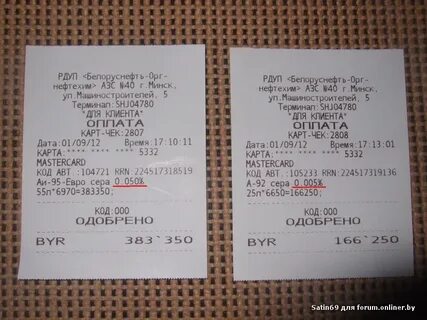 РДУП <Белоруснефть-Орг-
нефтехим> АЗС №40 г.Минск,
ул.Машиностроителей, 5
Терминал:SHJ04780
"ДЛЯ КЛИЕНТА"
ОПЛАТА
КАРТ-ЧЕК:2807
Дата:01/09/12 Время:17:10:11
КАРТА:**** **** **** 5332
MASTERCARD
КОД АВТ.:104721 RRN:224517318519
Аи-95-Евро сера 0.050%
55л*6970=383350;
КОД:000
ОДОБРЕНО
BYR 383`350
РДУП <Белоруснефть-Орг-
нефтехим> АЗС №40 г.Минск,
ул.Машиностроителей, 5
Терминал:SHJ04780
"ДЛЯ КЛИЕНТА"
ОПЛАТА
КАРТ-ЧЕК:2808
Дата:01/09/12 Время:17:13:01
КАРТА:**** **** **** 5332
MASTERCARD
КОД АВТ.:105233 RRN:224517319136
А-92 сера 0.005%
25л*6650=166250;
КОД:000
ОДОБРЕНО
BYR 166`250
Satin69 для forum.onliner.by